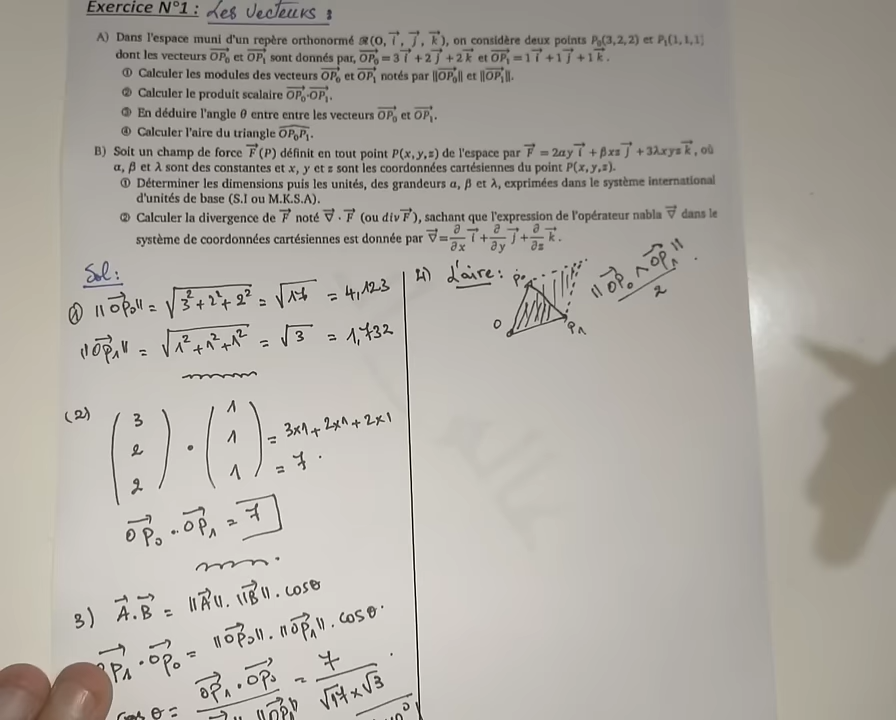 Exercice N°1 : Les Vecteurs :
A) Dans l'espace muni d'un repère orthonormé ℛ(O, i⃗, j⃗, k⃗), on considère deux points P₀(3,2,2) et P₁(1,1,1)
dont les vecteurs OP₀⃗ et OP₁⃗ sont donnés par, OP₀⃗ = 3 i⃗ + 2 j⃗ + 2 k⃗ et OP₁⃗ = 1 i⃗ + 1 j⃗ + 1 k⃗.
① Calculer les modules des vecteurs OP₀⃗ et OP₁⃗ notés par ||OP₀⃗|| et ||OP₁⃗||.
② Calculer le produit scalaire OP₀⃗·OP₁⃗.
③ En déduire l'angle θ entre entre les vecteurs OP₀⃗ et OP₁⃗.
④ Calculer l'aire du triangle OP₀P₁.
B) Soit un champ de force F⃗(P) définit en tout point P(x,y,z) de l'espace par F⃗ = 2αy i⃗ + βxz j⃗ + 3λxyz k⃗, où
α, β et λ sont des constantes et x, y et z sont les coordonnées cartésiennes du point P(x,y,z).
① Déterminer les dimensions puis les unités, des grandeurs α, β et λ, exprimées dans le système international
d'unités de base (S.I ou M.K.S.A).
② Calculer la divergence de F⃗ noté ∇⃗ · F⃗ (ou div F⃗), sachant que l'expression de l'opérateur nabla ∇⃗ dans le
système de coordonnées cartésiennes est donnée par ∇⃗ = ∂/∂x i⃗ + ∂/∂y j⃗ + ∂/∂z k⃗.
Sol:
① ||OP₀⃗|| = √(3² + 2² + 2²) = √17 = 4,123
||OP₁⃗|| = √(1² + 1² + 1²) = √3 = 1,732
(2) (3 2 2) · (1 1 1) = 3x1 + 2x1 + 2x1
= 7.
OP₀⃗ · OP₁⃗ = 7
3) A⃗.B⃗ = ||A⃗||.||B⃗||.cosθ
OP₁⃗ · OP₀⃗ = ||OP₀⃗||.||OP₁⃗||.cosθ.
cosθ = OP₁⃗ · OP₀⃗ / ||OP₁⃗|| = 7 / √17 x √3
4) L'aire: P₀ O P₁ ||OP₀⃗ ∧ OP₁⃗|| / 2 .